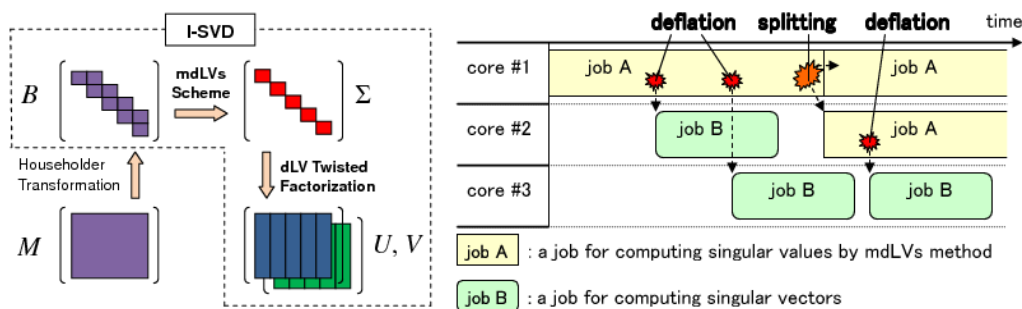 I-SVD
B
mdLVs
Scheme
Σ
Householder
Transformation
dLV Twisted
Factorization
M
U, V
deflation
splitting
deflation
time
core #1
job A
job A
core #2
job B
job A
core #3
job B
job B
job A : a job for computing singular values by mdLVs method
job B : a job for computing singular vectors